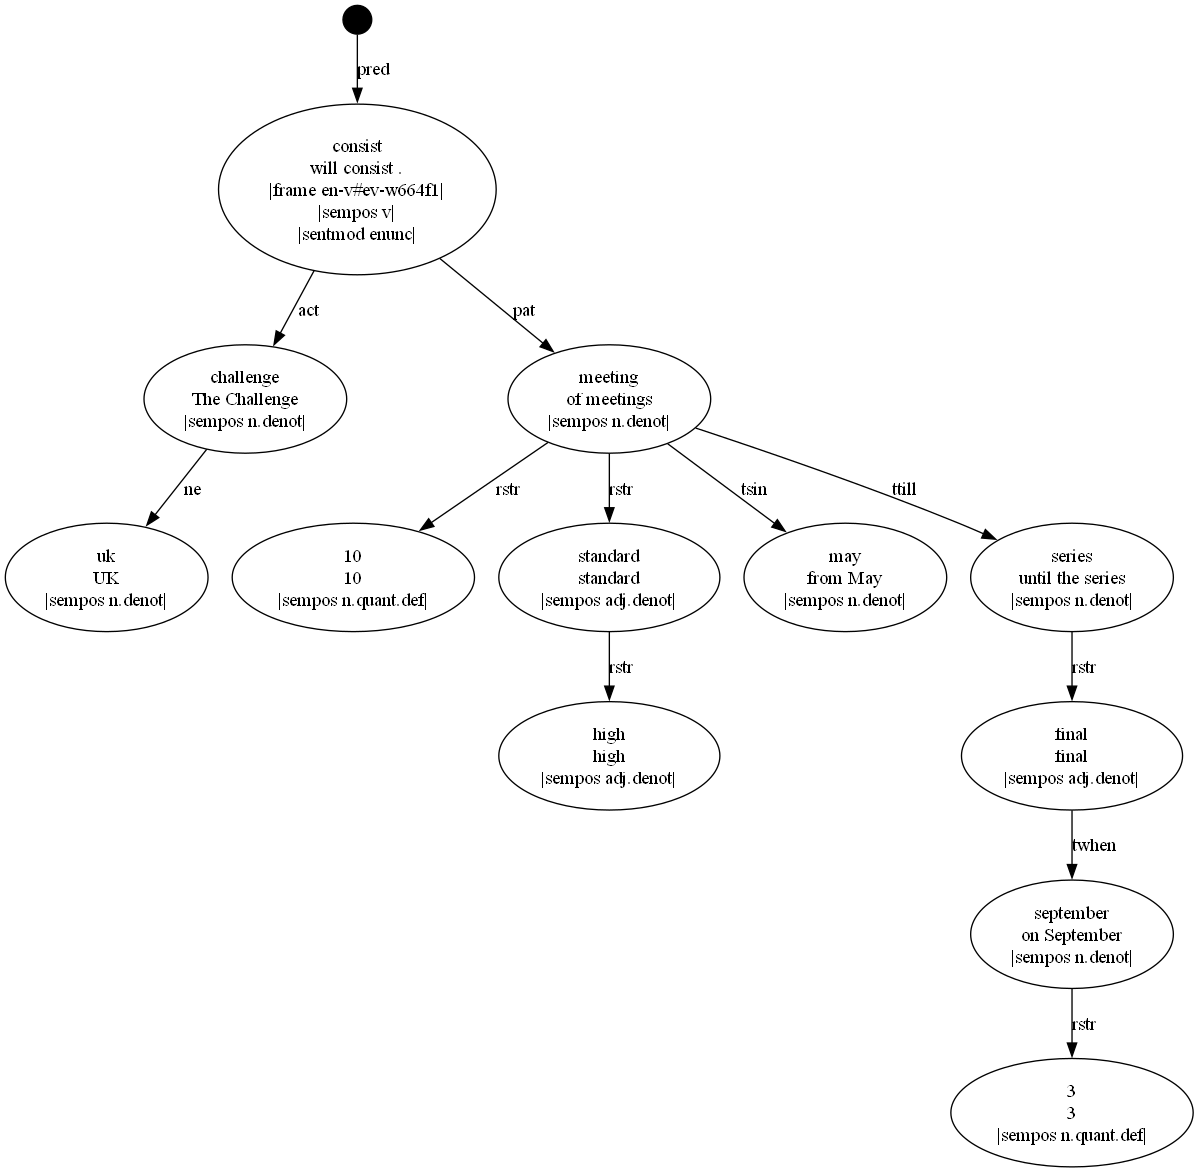 pred
consist
will consist .
|frame en-v#ev-w664f1|
|sempos v|
|sentmod enunc|
act
pat
challenge
The Challenge
|sempos n.denot|
meeting
of meetings
|sempos n.denot|
ne
rstr
rstr
tsin
ttill
uk
UK
|sempos n.denot|
10
10
|sempos n.quant.def|
standard
standard
|sempos adj.denot|
may
from May
|sempos n.denot|
series
until the series
|sempos n.denot|
rstr
rstr
high
high
|sempos adj.denot|
final
final
|sempos adj.denot|
twhen
september
on September
|sempos n.denot|
rstr
3
3
|sempos n.quant.def|